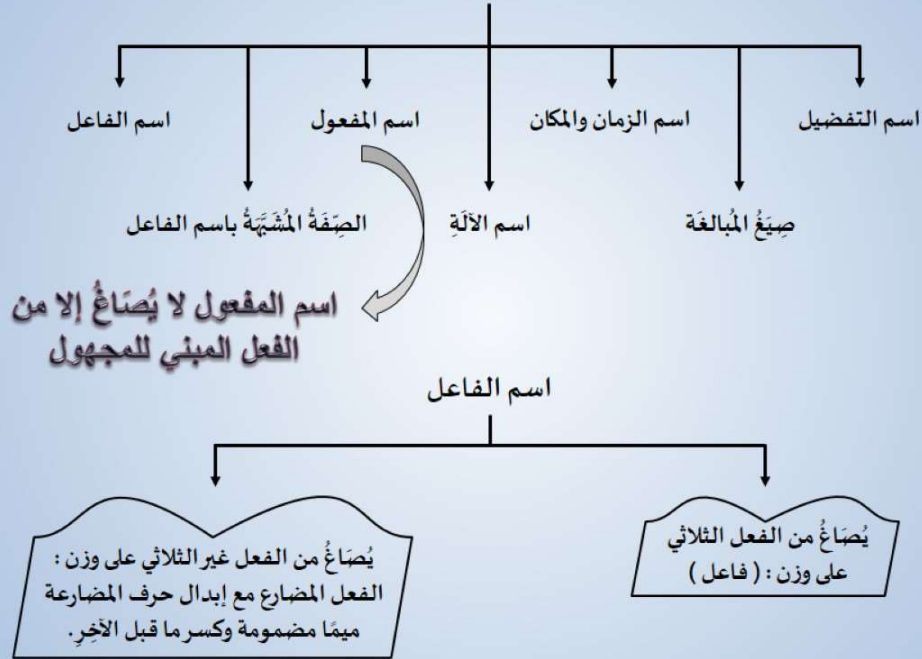 اسم التفضيل
اسم الزمان والمكان
اسم المفعول
اسم الفاعل
صِيَغُ المُبالغَة
اسم الآلَةِ
الصِّفَةُ المُشَبَّهَةُ باسم الفاعل
اسم المفعول لا يُصَاغُ إلا من
الفعل المبني للمجهول
اسم الفاعل
يُصَاغُ من الفعل الثلاثي
على وزن : ( فاعل )
يُصَاغُ من الفعل غير الثلاثي على وزن :
الفعل المضارع مع إبدال حرف المضارعة
ميمًا مضمومة وكسر ما قبل الآخِرِ .